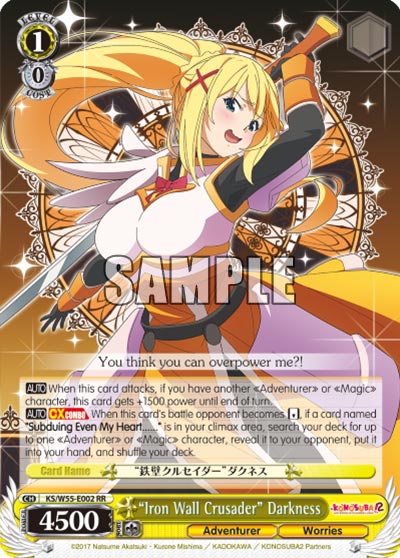 LEVEL
1
0
COST
SAMPLE
You think you can overpower me?!
AUTO When this card attacks, if you have another «Adventurer» or «Magic» character, this card gets +1500 power until end of turn.
AUTO CXCOMBO When this card's battle opponent becomes [], if a card named "Subduing Even My Heart......" is in your climax area, search your deck for up to one «Adventurer» or «Magic» character, reveal it to your opponent, put it into your hand, and shuffle your deck.
Card Name
"鉄壁クルセイダー"ダクネス
CH KS/W55-E002 RR
"Iron Wall Crusader" Darkness
KONOSUBA 2
POWER
4500
Adventurer
Worries
©2017 Natsume Akatsuki・Kurone Mishima / KADOKAWA / KONOSUBA2 Partners